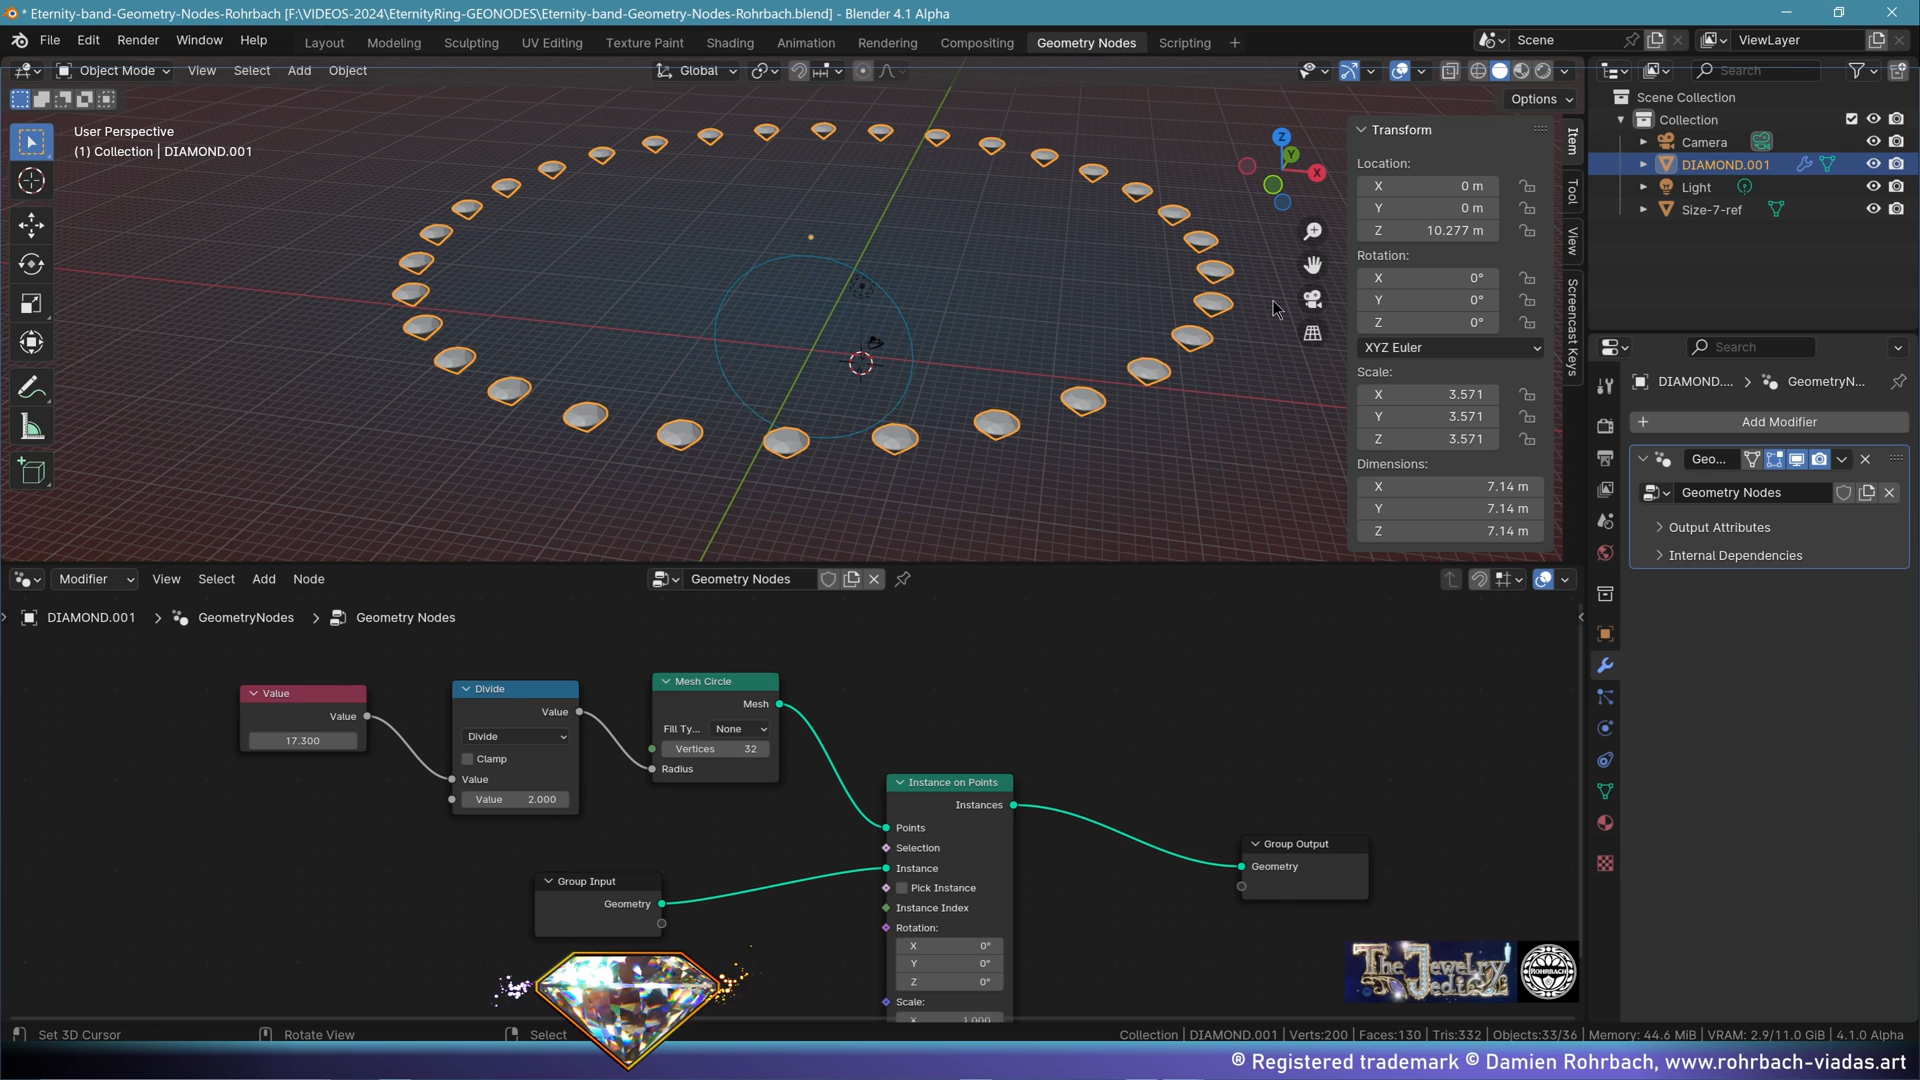 * Eternity-band-Geometry-Nodes-Rohrbach [F:\VIDEOS-2024\EternityRing-GEONODES\Eternity-band-Geometry-Nodes-Rohrbach.blend] - Blender 4.1 Alpha
File Edit Render Window Help Layout Modeling Sculpting UV Editing Texture Paint Shading Animation Rendering Compositing Geometry Nodes Scripting + Scene ViewLayer
Object Mode View Select Add Object Global Search
Options
User Perspective
(1) Collection | DIAMOND.001
Z
Y
X
Transform
Location:
X 0 m
Y 0 m
Z 10.277 m
Rotation:
X 0°
Y 0°
Z 0°
XYZ Euler
Scale:
X 3.571
Y 3.571
Z 3.571
Dimensions:
X 7.14 m
Y 7.14 m
Z 7.14 m
Item
Tool
View
Screencast Keys
Scene Collection
Collection
Camera
DIAMOND.001
Light
Size-7-ref
Search
DIAMOND.... > GeometryN...
+ Add Modifier
Geo...
Geometry Nodes
> Output Attributes
> Internal Dependencies
Modifier View Select Add Node Geometry Nodes
DIAMOND.001 > GeometryNodes > Geometry Nodes
Value
Value
17.300
Divide
Value
Divide
Clamp
Value
Value 2.000
Mesh Circle
Mesh
Fill Ty... None
Vertices 32
Radius
Instance on Points
Instances
Points
Selection
Instance
Pick Instance
Instance Index
Rotation:
X 0°
Y 0°
Z 0°
Scale:
X 1.000
Group Input
Geometry
Group Output
Geometry
The Jewelry Jedi
ROHRBACH
Set 3D Cursor Rotate View Select Collection | DIAMOND.001 | Verts:200 | Faces:130 | Tris:332 | Objects:33/36 | Memory: 44.6 MiB | VRAM: 2.9/11.0 GiB | 4.1.0 Alpha
® Registered trademark © Damien Rohrbach, www.rohrbach-viadas.art